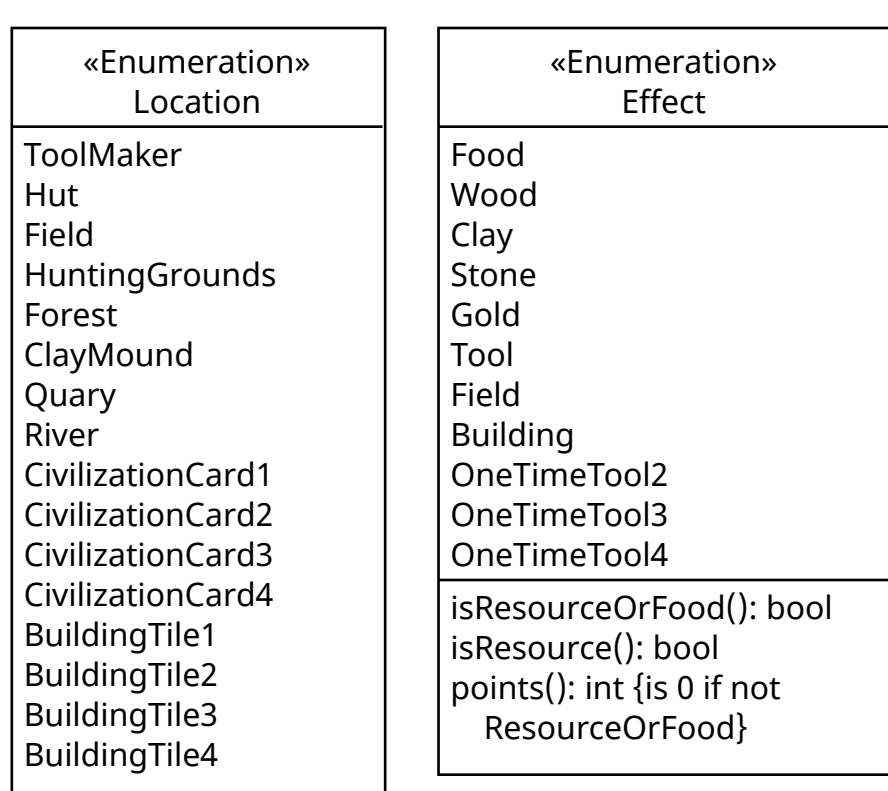 «Enumeration»
Location
ToolMaker
Hut
Field
HuntingGrounds
Forest
ClayMound
Quary
River
CivilizationCard1
CivilizationCard2
CivilizationCard3
CivilizationCard4
BuildingTile1
BuildingTile2
BuildingTile3
BuildingTile4
«Enumeration»
Effect
Food
Wood
Clay
Stone
Gold
Tool
Field
Building
OneTimeTool2
OneTimeTool3
OneTimeTool4
isResourceOrFood(): bool
isResource(): bool
points(): int {is 0 if not
ResourceOrFood}